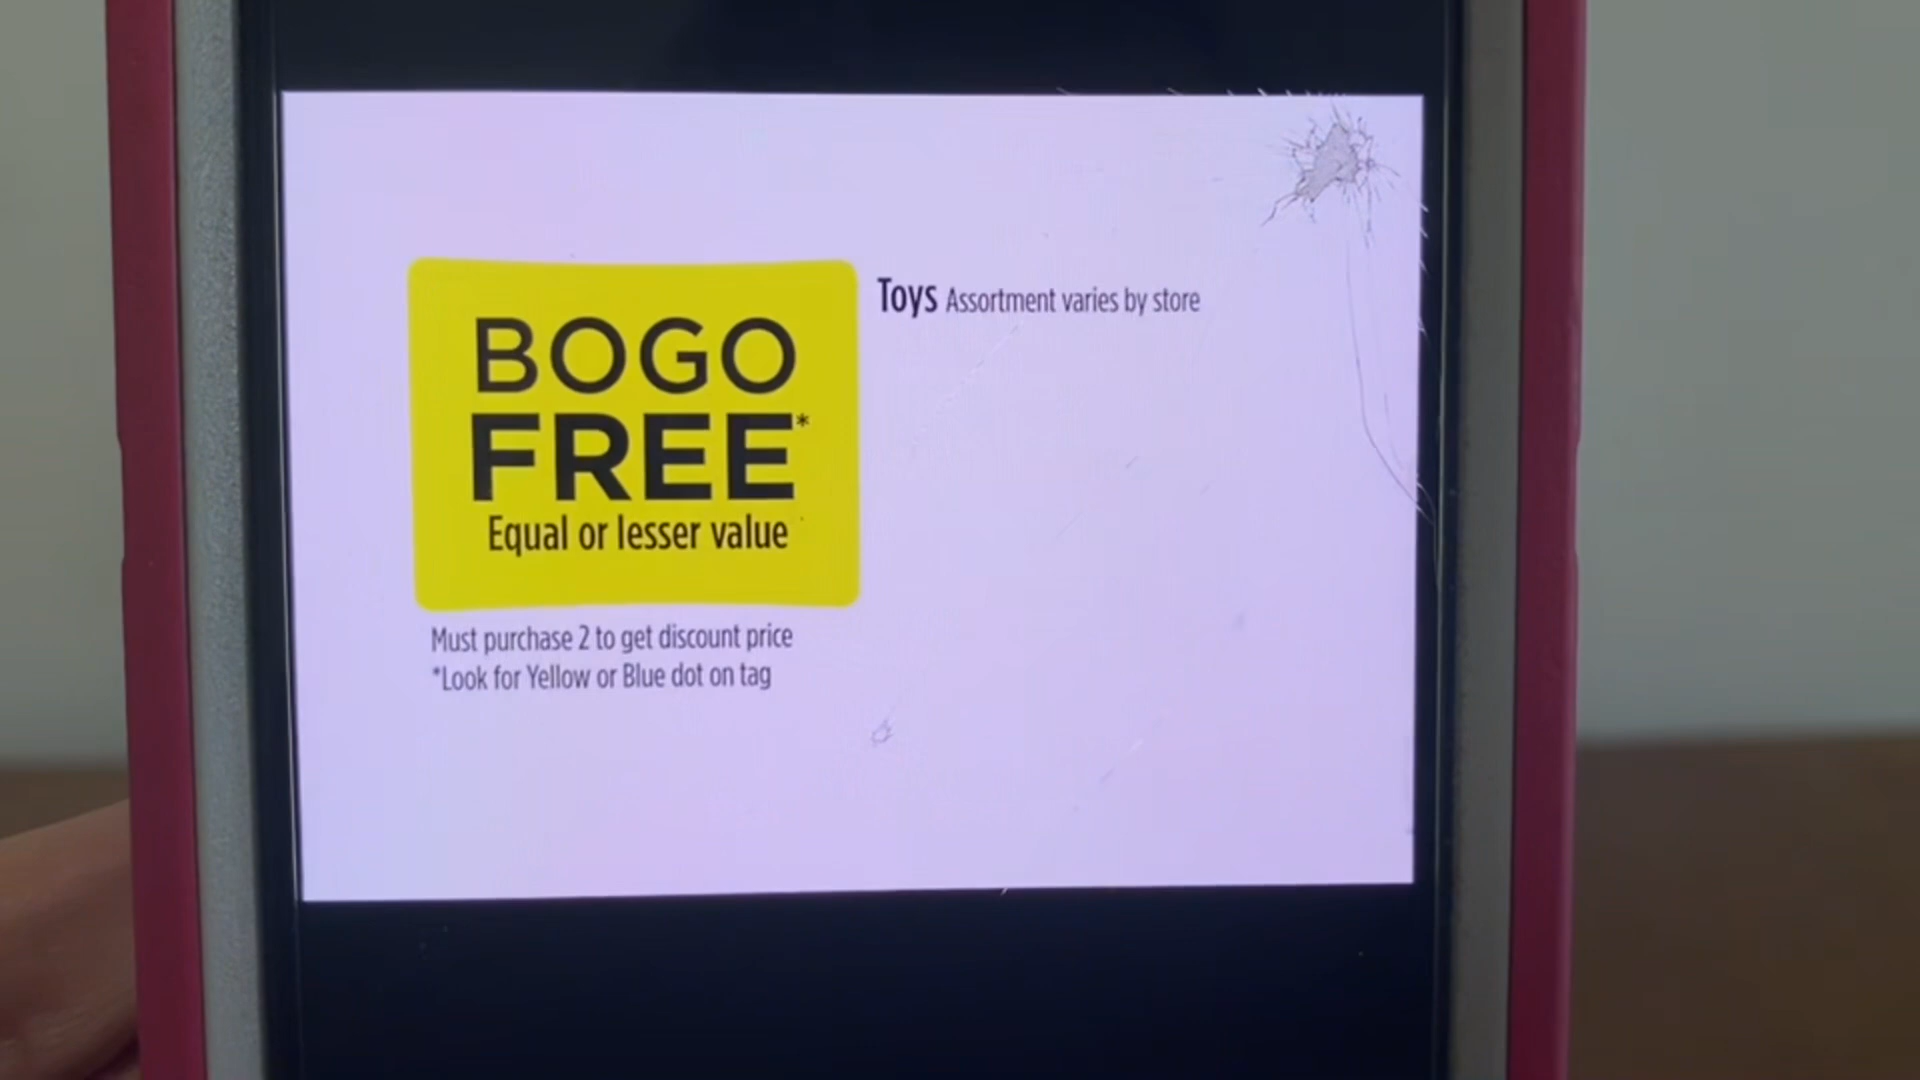 BOGO
FREE*
Equal or lesser value
Must purchase 2 to get discount price
*Look for Yellow or Blue dot on tag
Toys Assortment varies by store